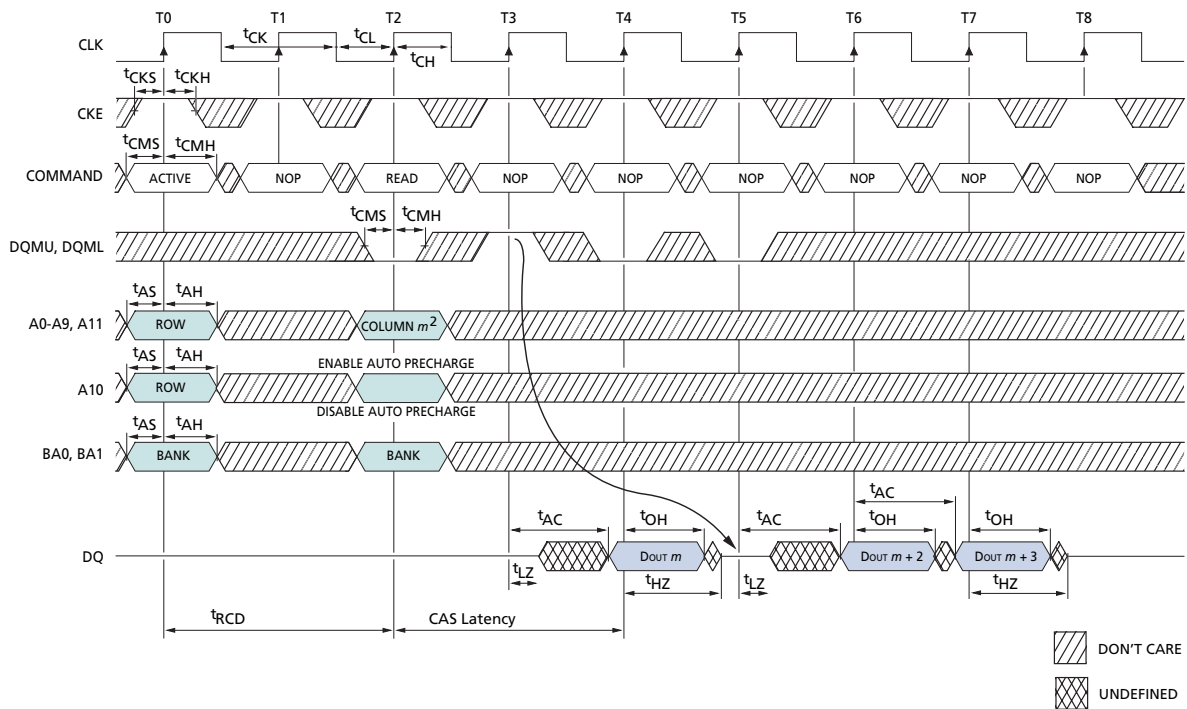 T0 T1 T2 T3 T4 T5 T6 T7 T8
CLK
tCK tCL
tCH
tCKS tCKH
CKE
tCMS tCMH
COMMAND ACTIVE NOP READ NOP NOP NOP NOP NOP NOP
tCMS tCMH
DQMU, DQML
tAS tAH
A0-A9, A11 ROW COLUMN m2
tAS tAH ENABLE AUTO PRECHARGE
A10 ROW
DISABLE AUTO PRECHARGE
tAS tAH
BA0, BA1 BANK BANK
tAC
tAC tOH tAC tOH tOH
DQ DOUT m DOUT m + 2 DOUT m + 3
tLZ tHZ tLZ tHZ
tRCD CAS Latency
DON'T CARE
UNDEFINED